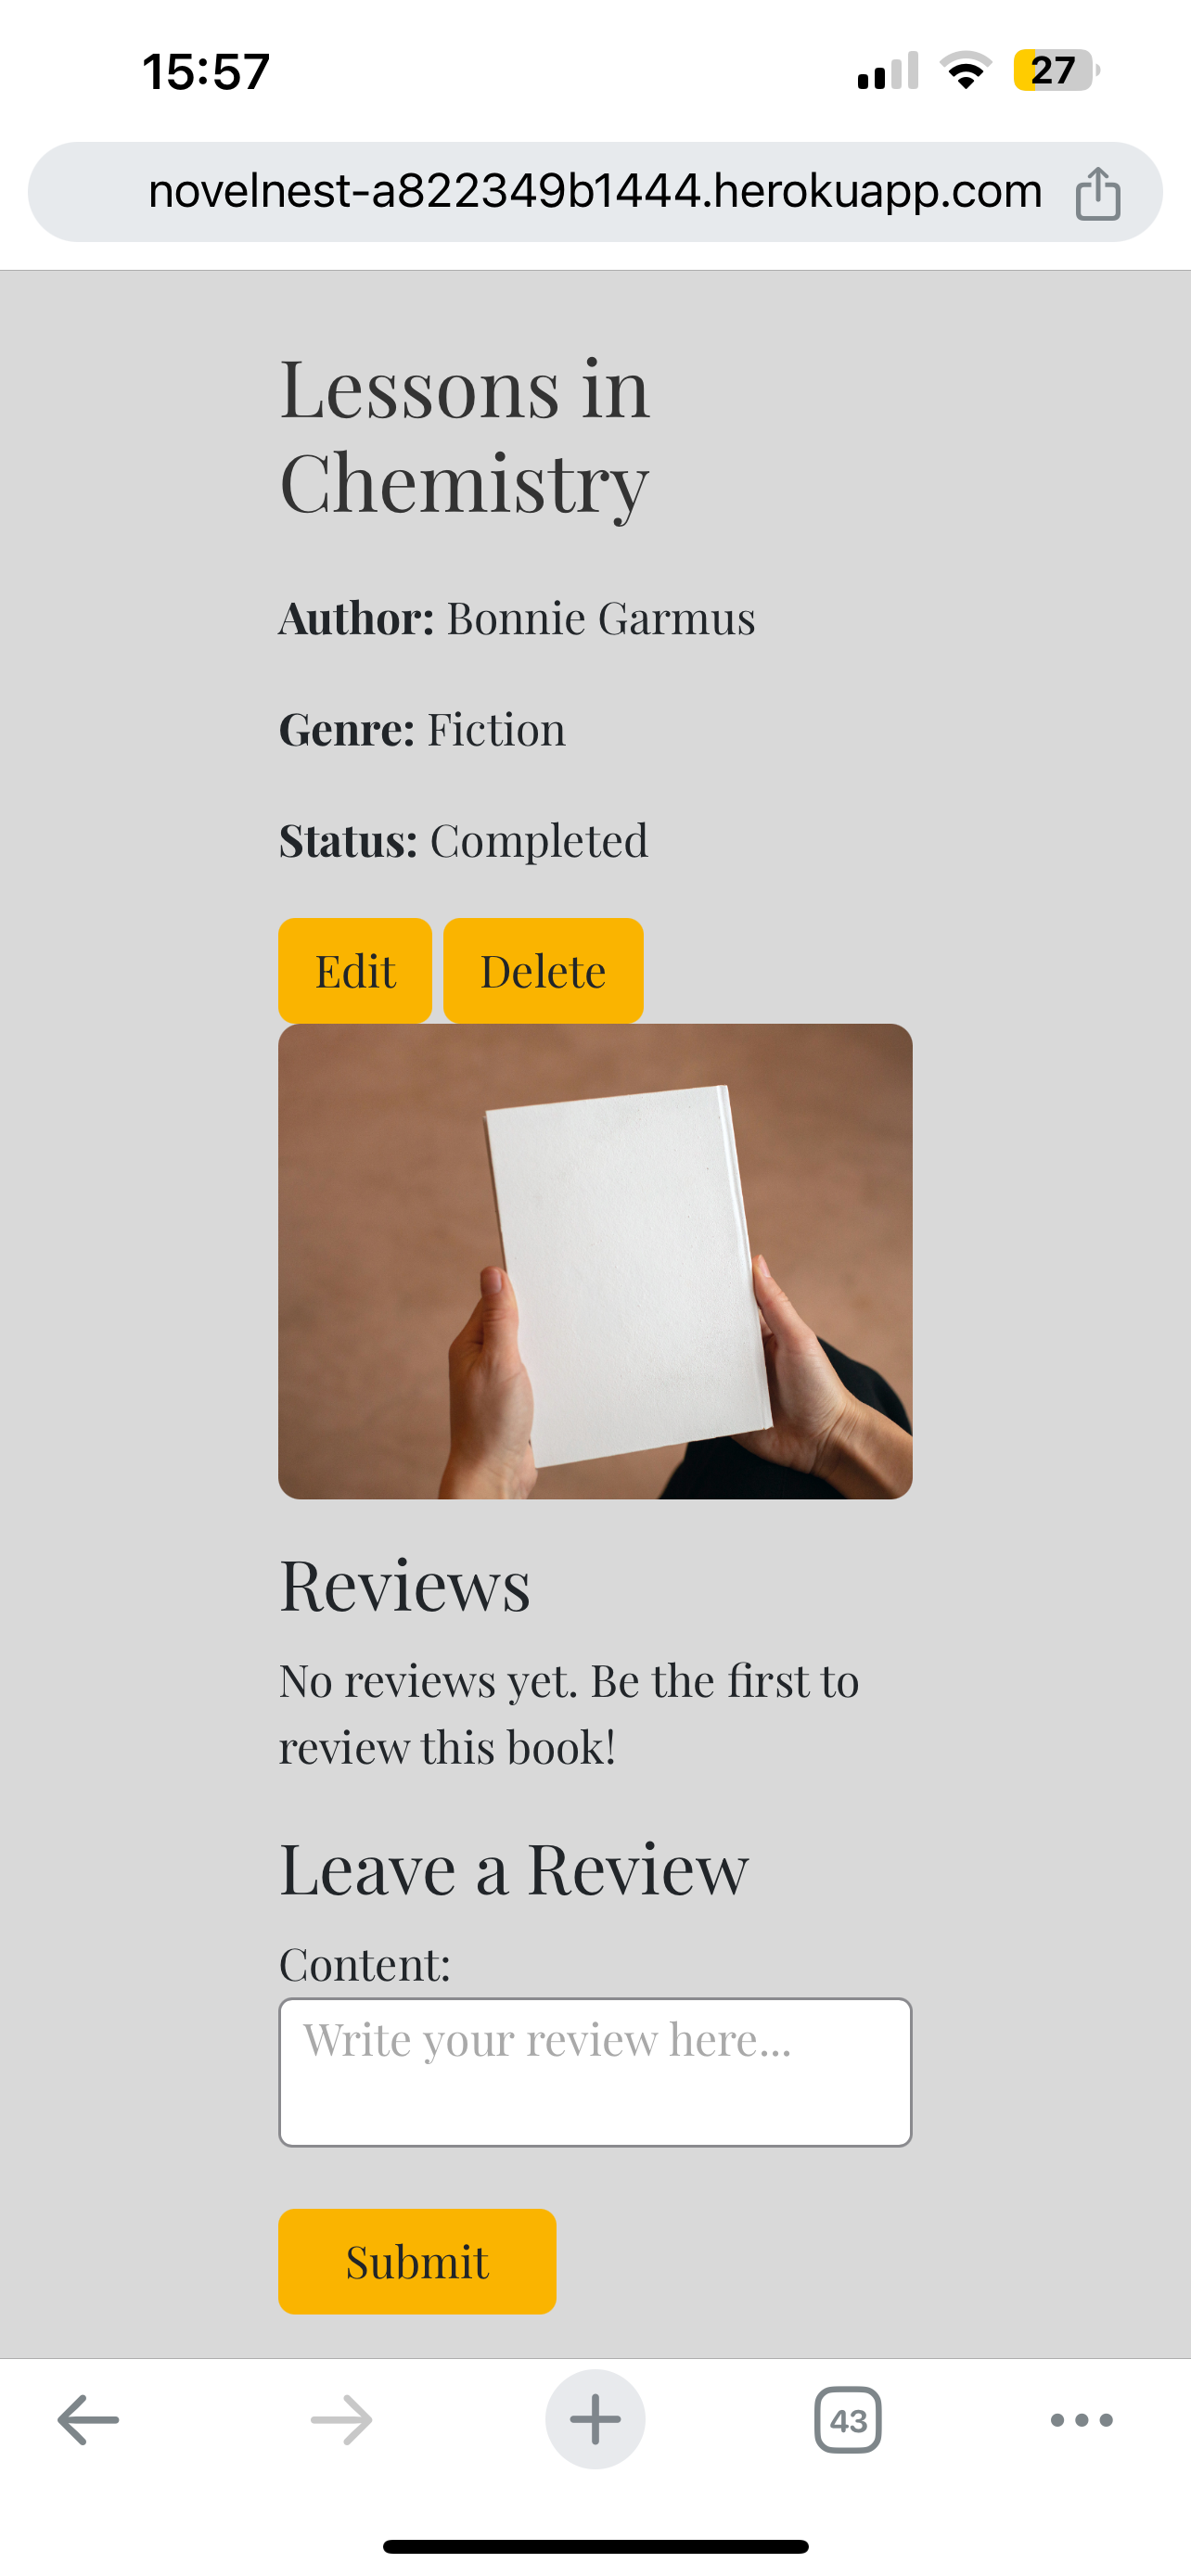 15:57
27
novelnest-a822349b1444.herokuapp.com
Lessons in
Chemistry
Author: Bonnie Garmus
Genre: Fiction
Status: Completed
Edit Delete
Reviews
No reviews yet. Be the first to
review this book!
Leave a Review
Content:
Write your review here...
Submit
43